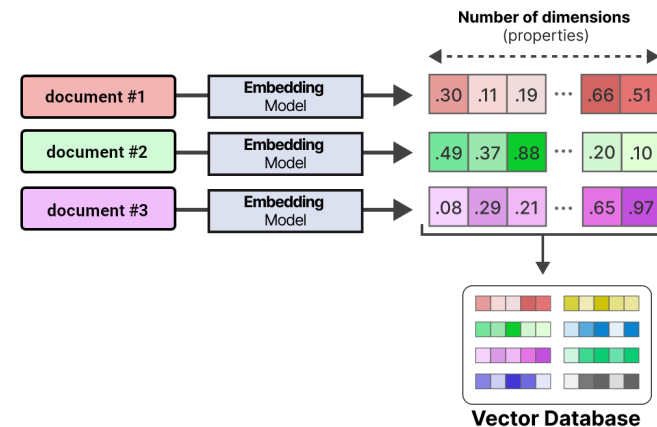 Number of dimensions
(properties)
document #1
Embedding
Model
.30 .11 .19 ... .66 .51
document #2
Embedding
Model
.49 .37 .88 ... .20 .10
document #3
Embedding
Model
.08 .29 .21 ... .65 .97
Vector Database